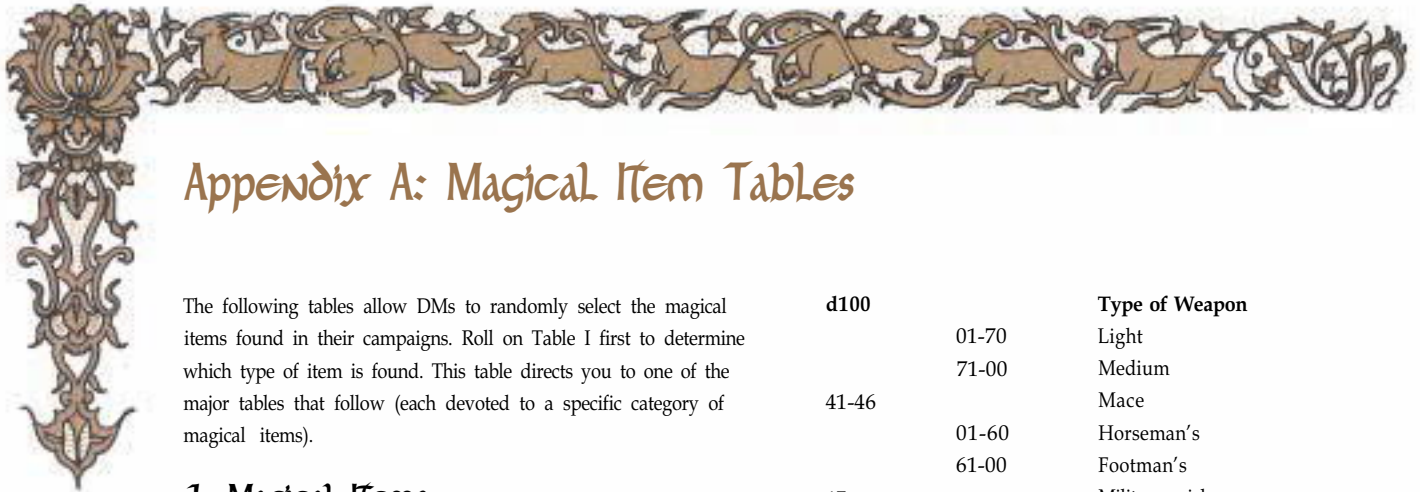 Appendix A: Magical Item Tables
The following tables allow DMs to randomly select the magical
items found in their campaigns. Roll on Table I first to determine
which type of item is found. This table directs you to one of the
major tables that follow (each devoted to a specific category of
magical items).
d100 Type of Weapon
01-70 Light
71-00 Medium
41-46 Mace
01-60 Horseman's
61-00 Footman's